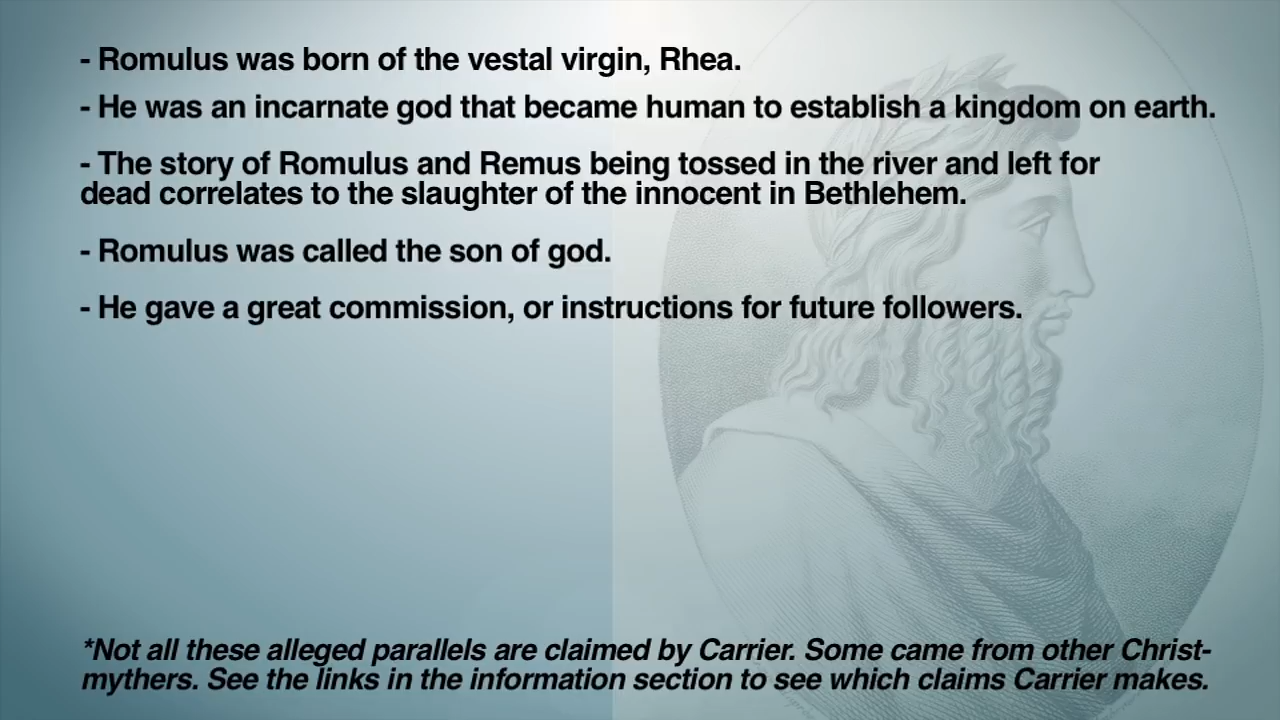 - Romulus was born of the vestal virgin, Rhea.
- He was an incarnate god that became human to establish a kingdom on earth.
- The story of Romulus and Remus being tossed in the river and left for
dead correlates to the slaughter of the innocent in Bethlehem.
- Romulus was called the son of god.
- He gave a great commission, or instructions for future followers.
*Not all these alleged parallels are claimed by Carrier. Some came from other Christ-
mythers. See the links in the information section to see which claims Carrier makes.